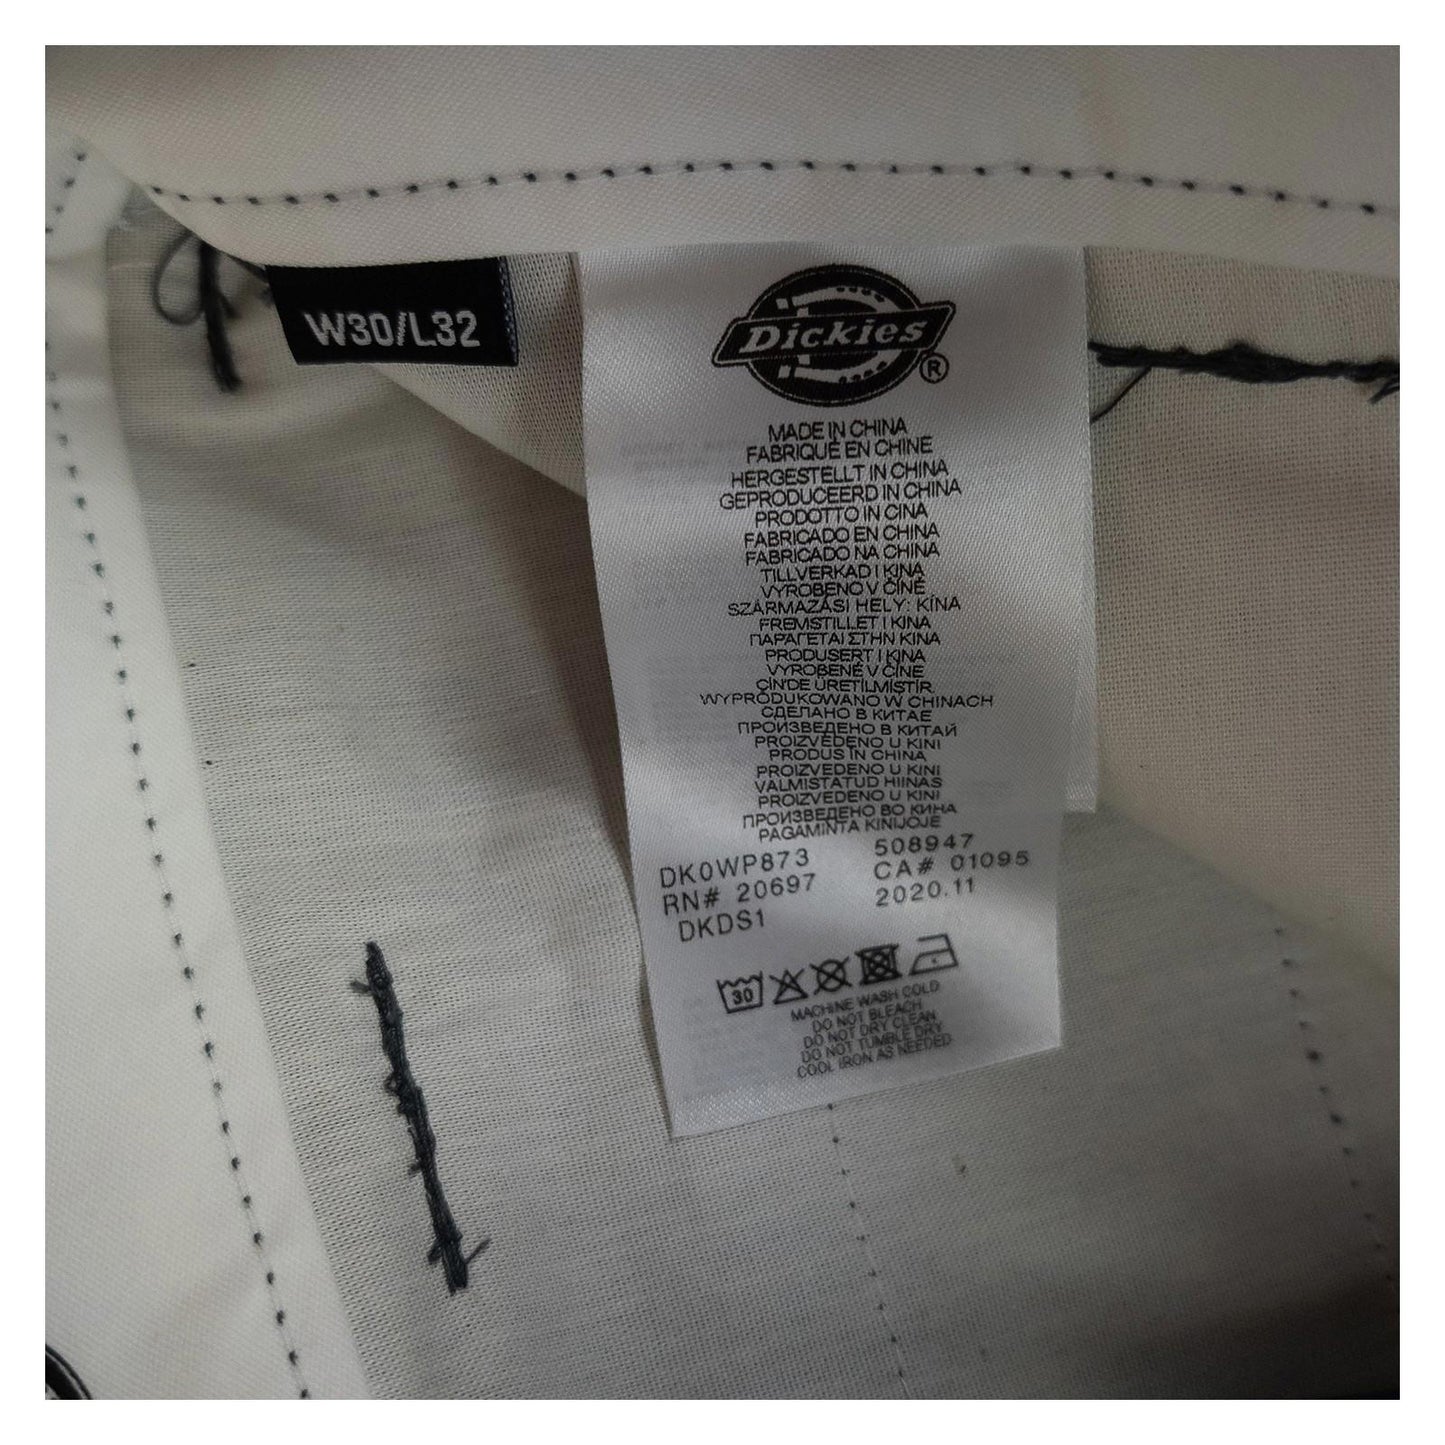 W30/L32
Dickies®
MADE IN CHINA
FABRIQUÉ EN CHINE
HERGESTELLT IN CHINA
GEPRODUCEERD IN CHINA
PRODOTTO IN CINA
FABRICADO EN CHINA
FABRICADO NA CHINA
TILLVERKAD I KINA
VYROBENO V ČÍNĚ
SZÁRMAZÁSI HELY: KÍNA
FREMSTILLET I KINA
ΠΑΡΑΓΕΤΑΙ ΣΤΗΝ ΚΙΝΑ
PRODUSERT I KINA
VYROBENÉ V ČÍNE
ÇİN'DE ÜRETİLMİŞTİR.
WYPRODUKOWANO W CHINACH
СДЕЛАНО В КИТАЕ
ПРОИЗВЕДЕНО В КИТАЙ
PROIZVEDENO U KINI
PRODUS ÎN CHINA
PROIZVEDENO U KINI
VALMISTATUD HIINAS
PROIZVEDENO U KINI
ПРОИЗВЕДЕНО ВО КИНА
PAGAMINTA KINIJOJE
DK0WP873 508947
RN# 20697 CA# 01095
DKDS1 2020.11
30
MACHINE WASH COLD
DO NOT BLEACH
DO NOT DRY CLEAN
DO NOT TUMBLE DRY
COOL IRON AS NEEDED